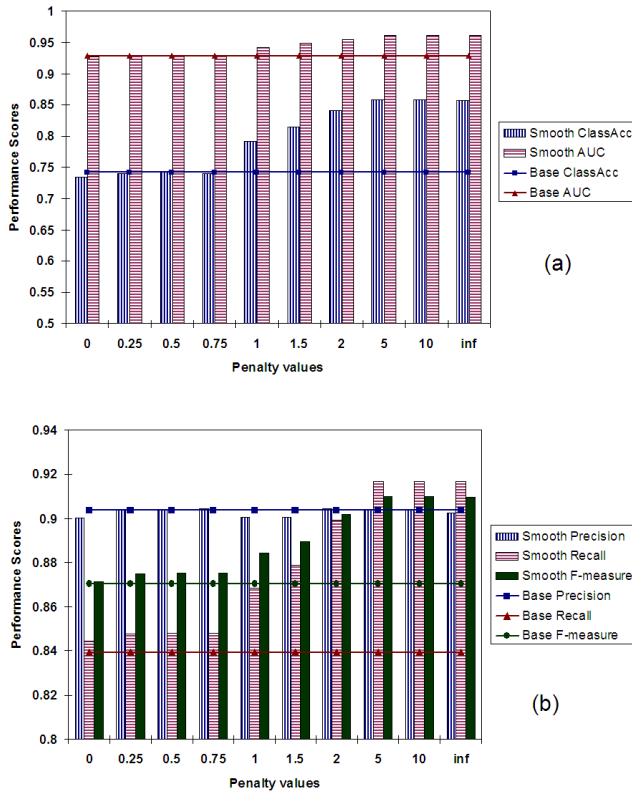 1
0.95
0.9
0.85
0.8
0.75
0.7
0.65
0.6
0.55
0.5
Performance Scores
0 0.25 0.5 0.75 1 1.5 2 5 10 inf
Penalty values
Smooth ClassAcc
Smooth AUC
Base ClassAcc
Base AUC
(a)
0.94
0.92
0.9
0.88
0.86
0.84
0.82
0.8
Performance Scores
0 0.25 0.5 0.75 1 1.5 2 5 10 inf
Penalty values
Smooth Precision
Smooth Recall
Smooth F-measure
Base Precision
Base Recall
Base F-measure
(b)